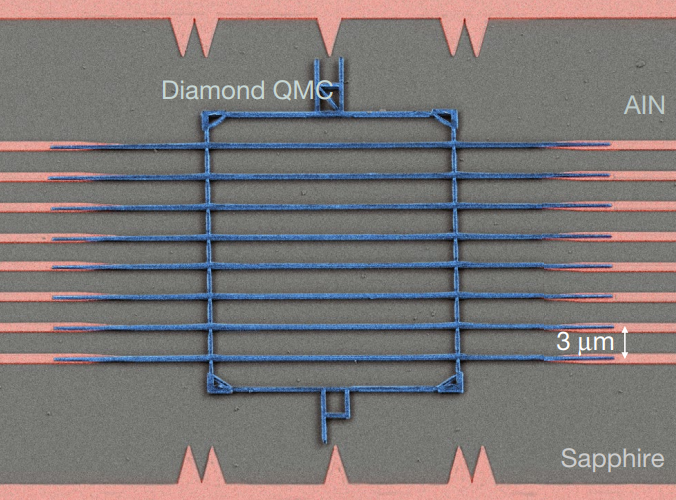 Diamond QMC
AlN
3 μm
Sapphire